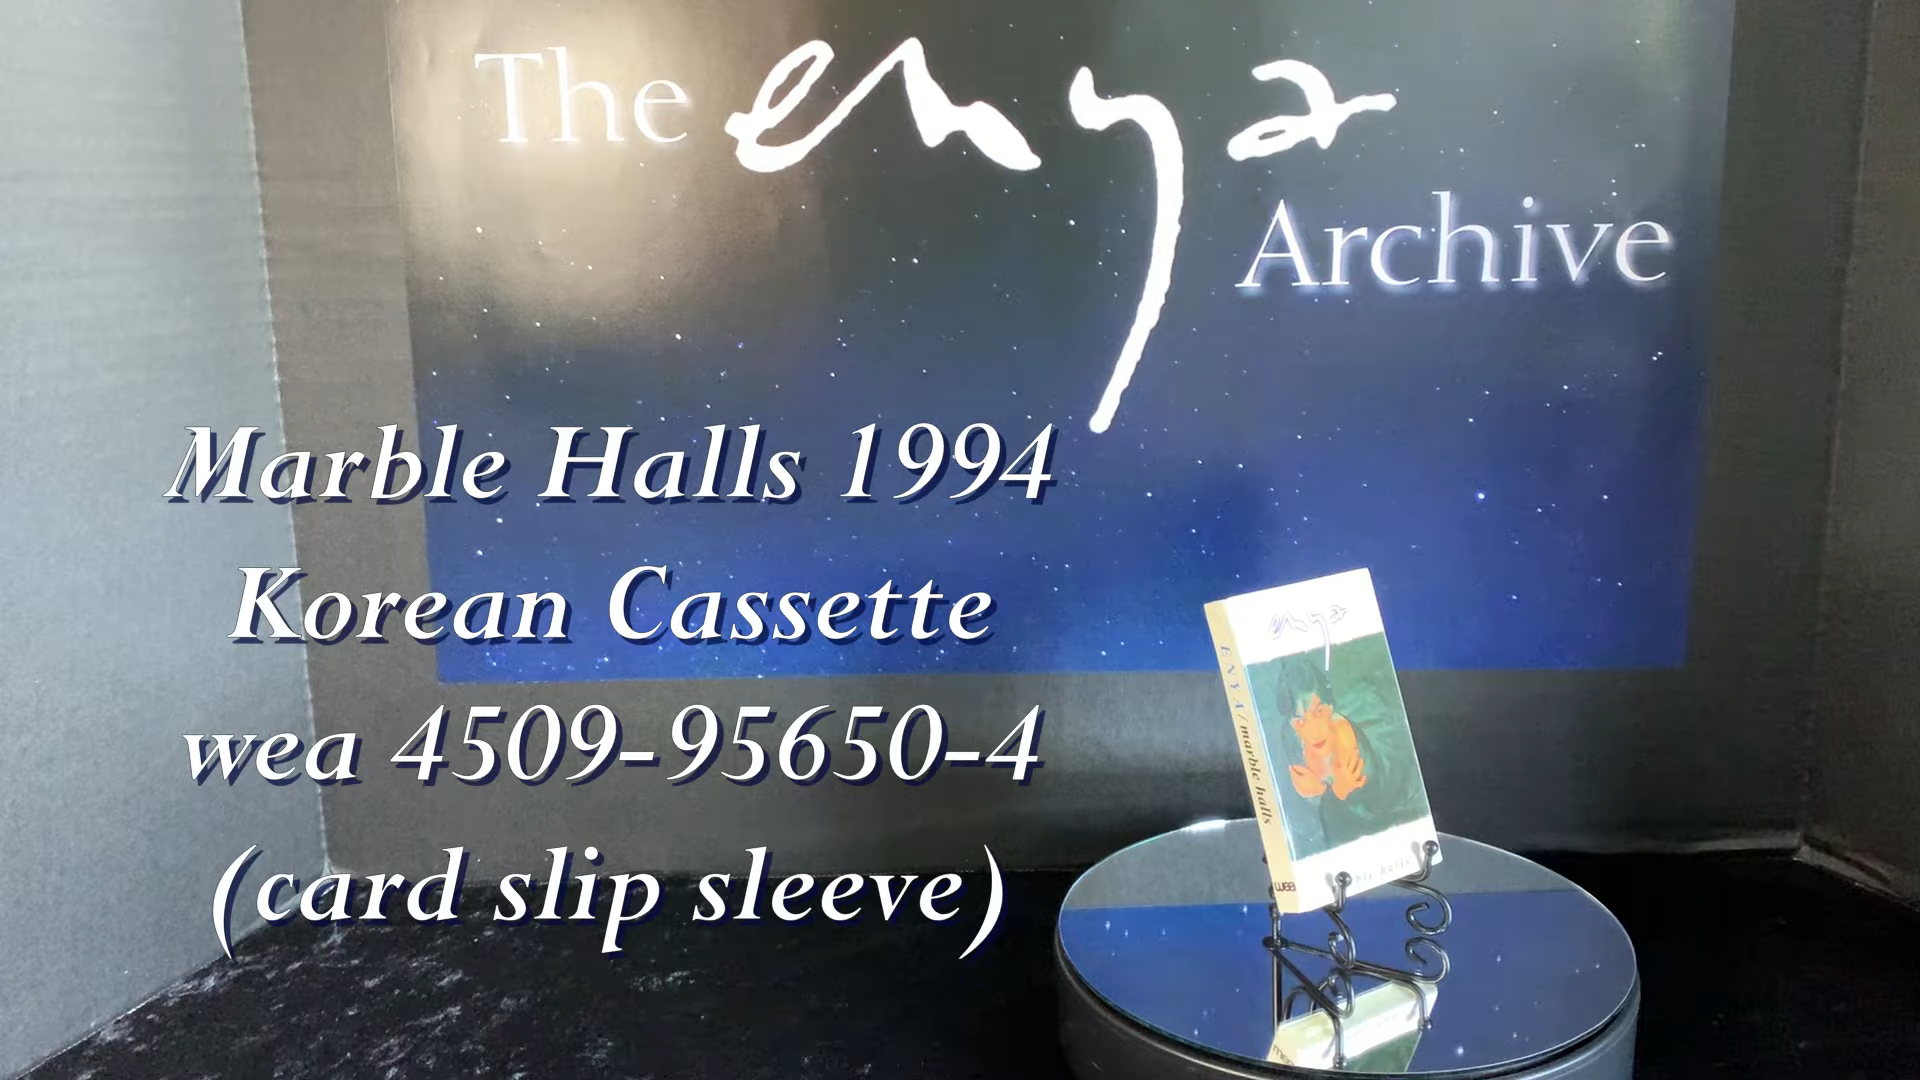 The enya
Archive
Marble Halls 1994
Korean Cassette
wea 4509-95650-4
(card slip sleeve)
enya
ENYA/marble halls
halls
wea